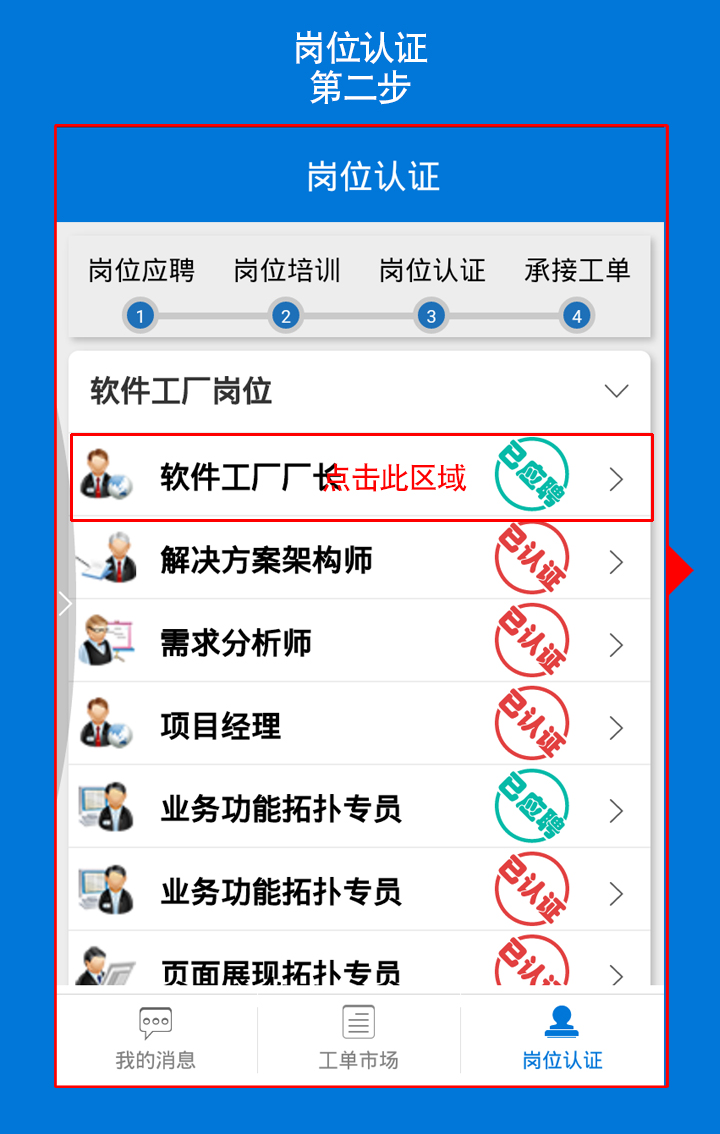 岗位认证
第二步
岗位认证
岗位应聘 岗位培训 岗位认证 承接工单
1 2 3 4
软件工厂岗位
软件工厂厂长 点击此区域 已应聘
解决方案架构师 已认证
需求分析师 已认证
项目经理 已认证
业务功能拓扑专员 已应聘
业务功能拓扑专员 已认证
页面展现拓扑专员 已认证
我的消息 工单市场 岗位认证